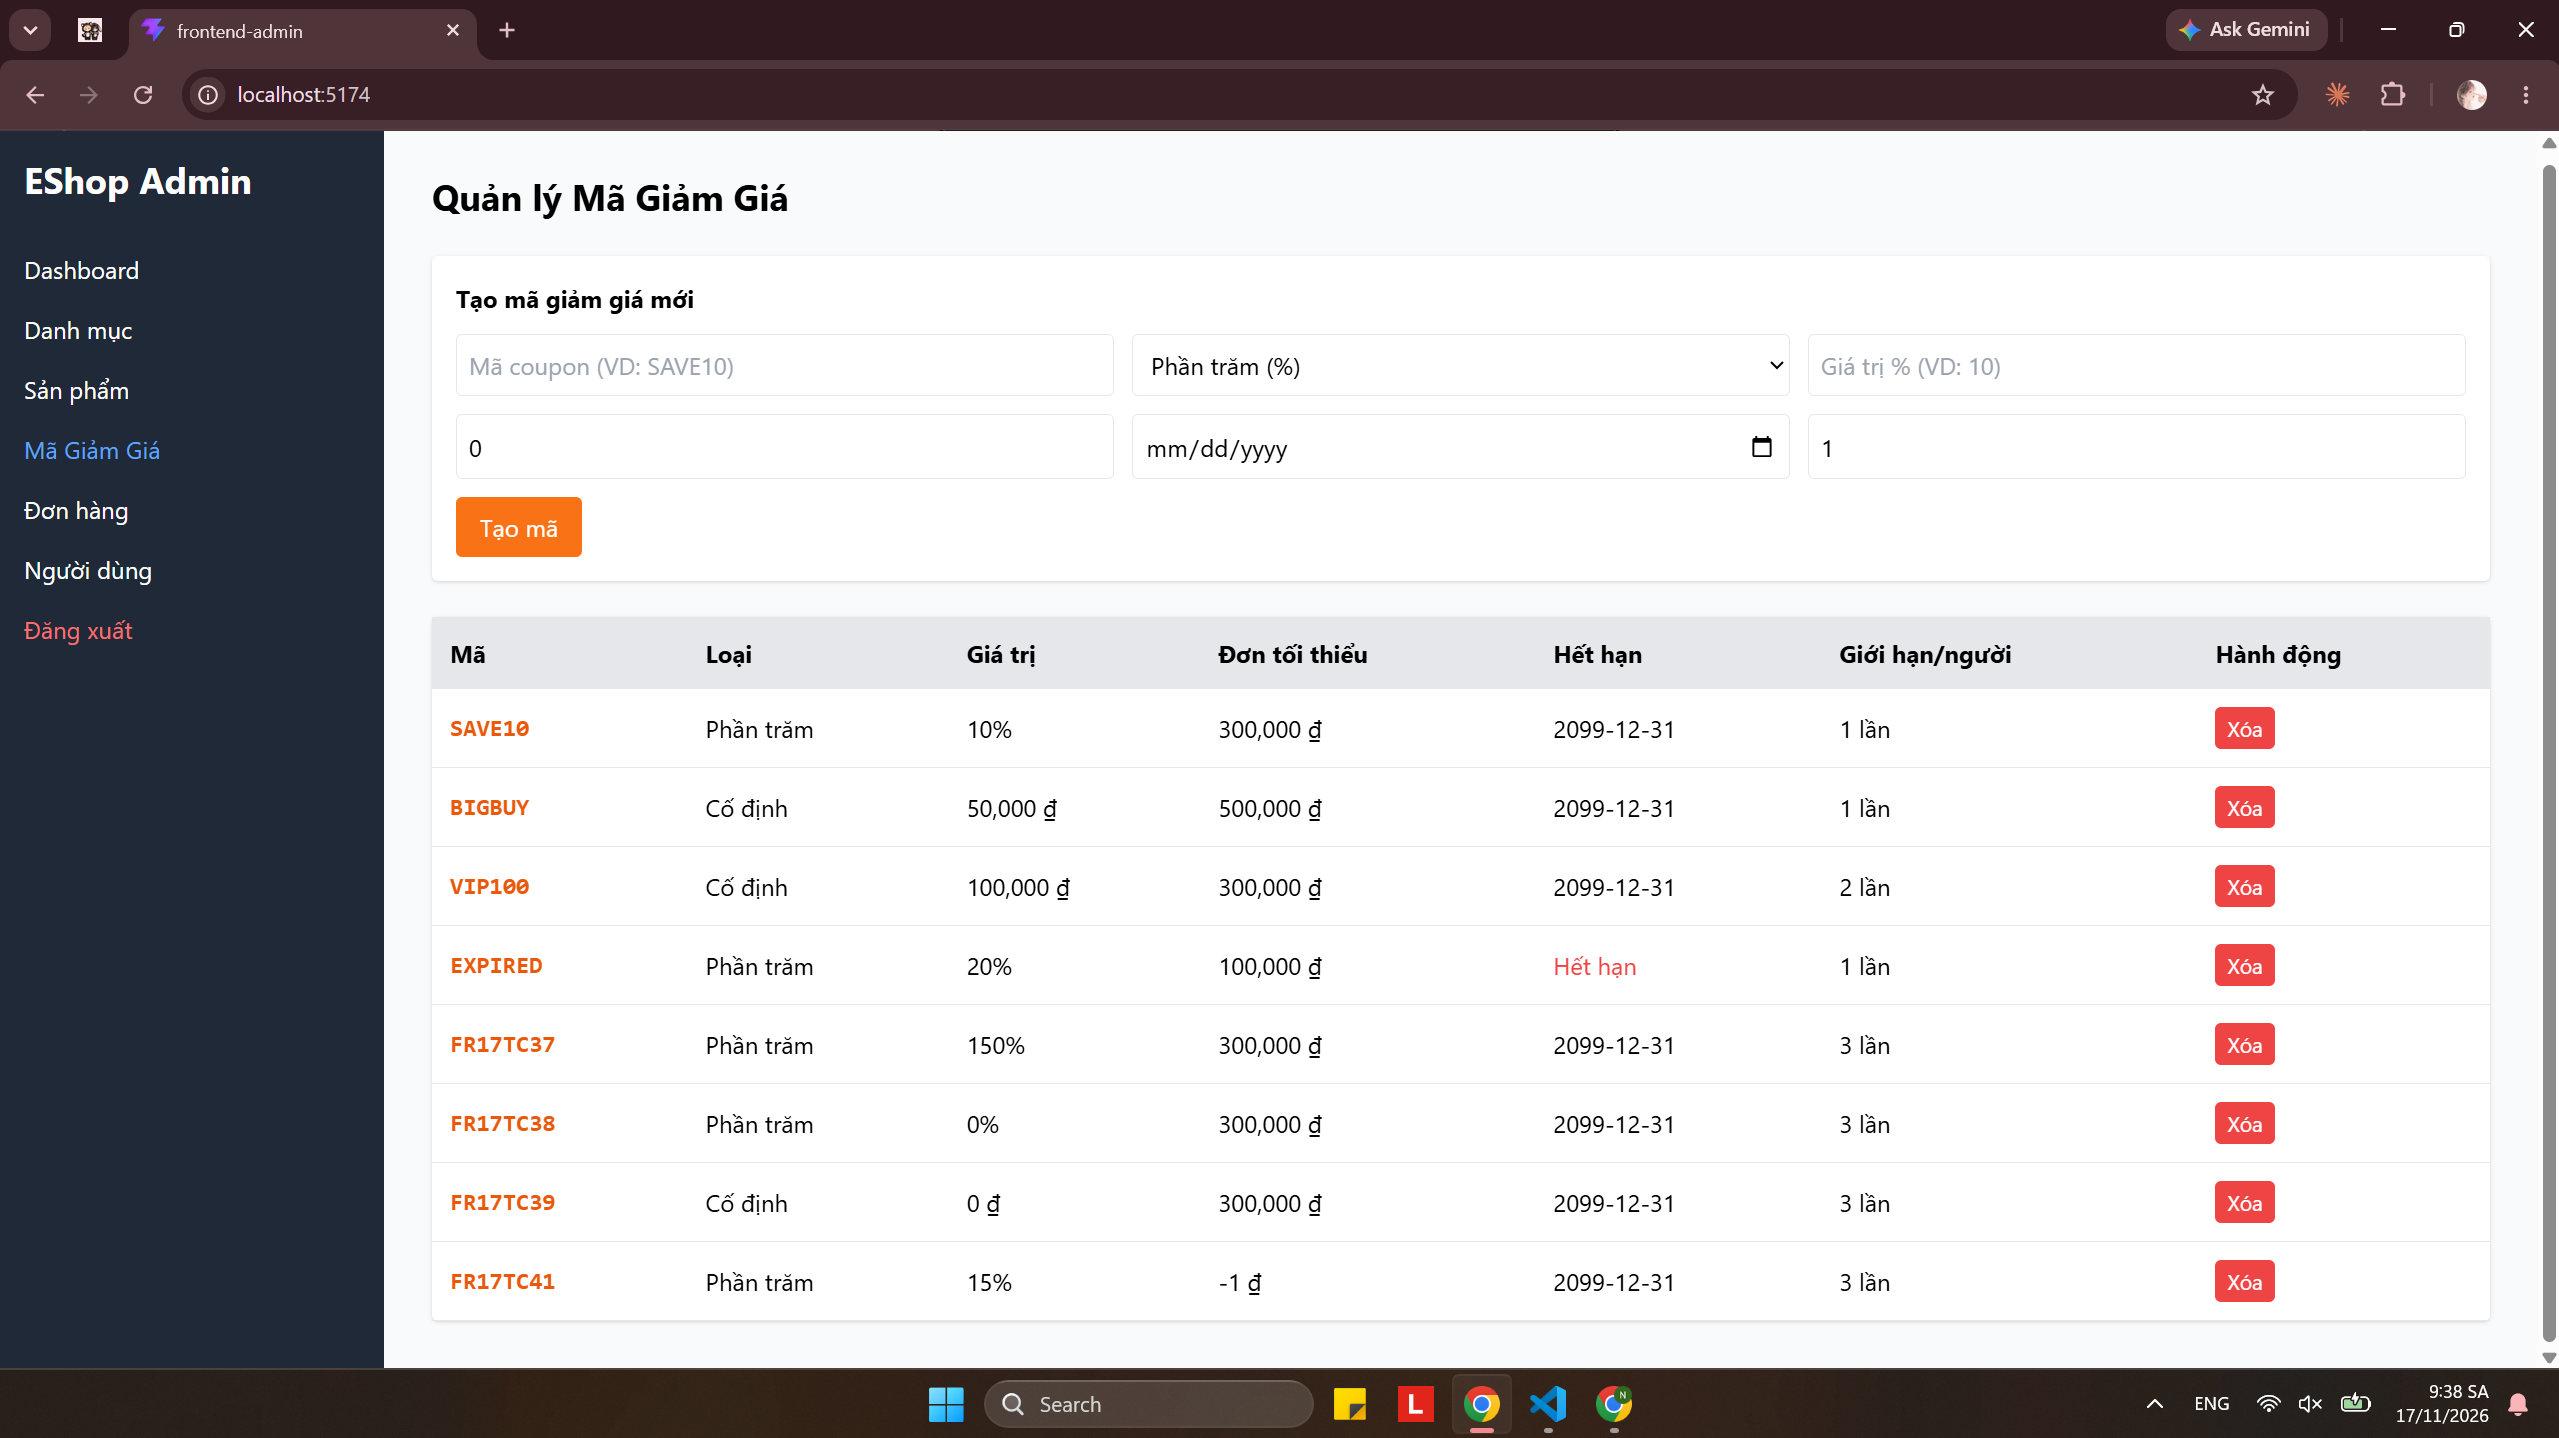 frontend-admin
Ask Gemini
localhost:5174
EShop Admin
Dashboard
Danh mục
Sản phẩm
Mã Giảm Giá
Đơn hàng
Người dùng
Đăng xuất
Quản lý Mã Giảm Giá
Tạo mã giảm giá mới
Mã coupon (VD: SAVE10)
Phần trăm (%)
Giá trị % (VD: 10)
0
mm/dd/yyyy
1
Tạo mã
Mã Loại Giá trị Đơn tối thiểu Hết hạn Giới hạn/người Hành động
SAVE10 Phần trăm 10% 300,000 ₫ 2099-12-31 1 lần Xóa
BIGBUY Cố định 50,000 ₫ 500,000 ₫ 2099-12-31 1 lần Xóa
VIP100 Cố định 100,000 ₫ 300,000 ₫ 2099-12-31 2 lần Xóa
EXPIRED Phần trăm 20% 100,000 ₫ Hết hạn 1 lần Xóa
FR17TC37 Phần trăm 150% 300,000 ₫ 2099-12-31 3 lần Xóa
FR17TC38 Phần trăm 0% 300,000 ₫ 2099-12-31 3 lần Xóa
FR17TC39 Cố định 0 ₫ 300,000 ₫ 2099-12-31 3 lần Xóa
FR17TC41 Phần trăm 15% -1 ₫ 2099-12-31 3 lần Xóa
Search
L
N
ENG
9:38 SA
17/11/2026